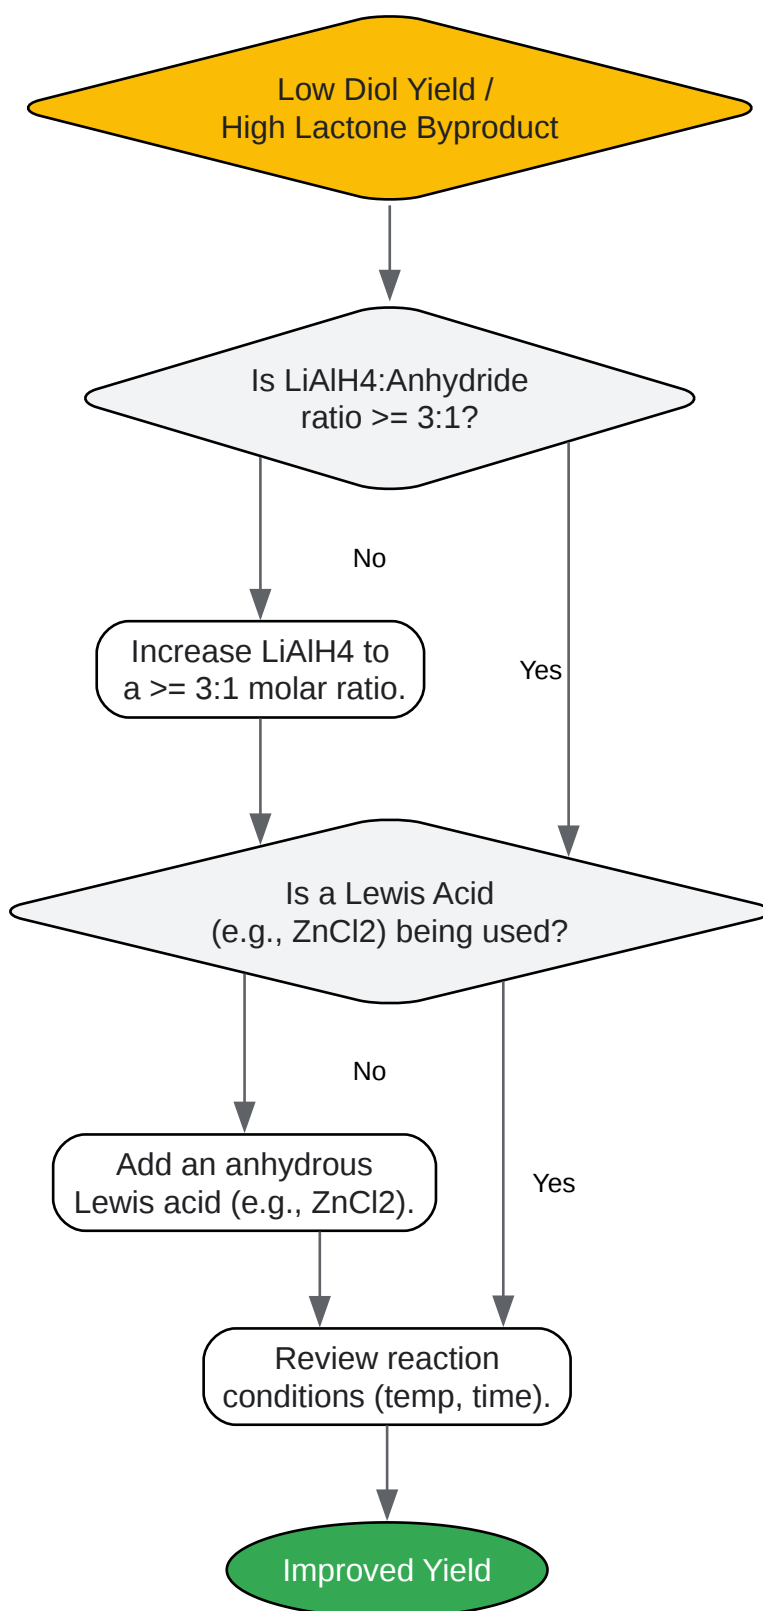 Low Diol Yield /
High Lactone Byproduct
Is LiAlH4:Anhydride
ratio >= 3:1?
No
Increase LiAlH4 to
a >= 3:1 molar ratio.
Yes
Is a Lewis Acid
(e.g., ZnCl2) being used?
No
Add an anhydrous
Lewis acid (e.g., ZnCl2).
Yes
Review reaction
conditions (temp, time).
Improved Yield